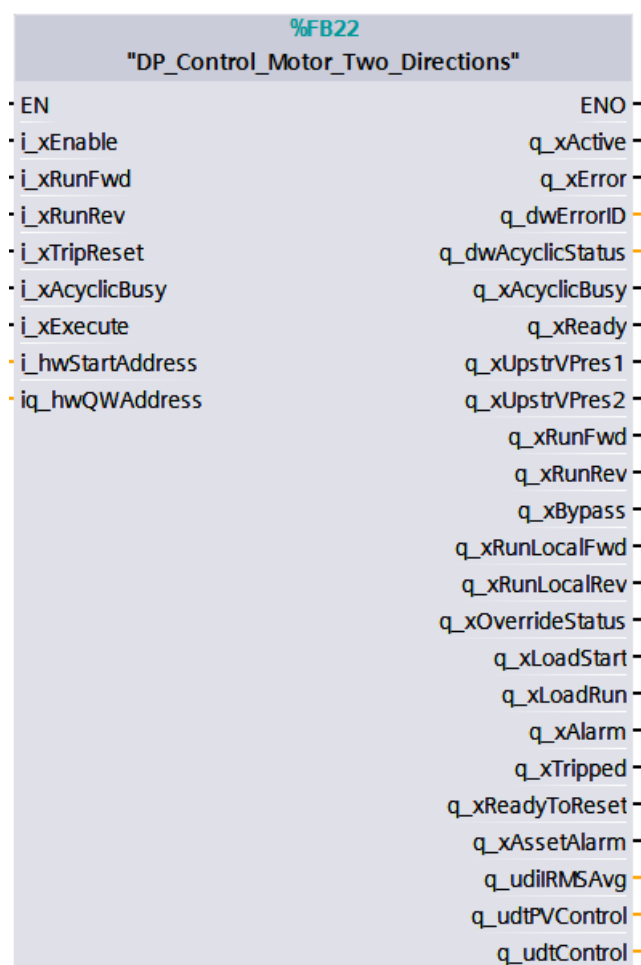 %FB22
"DP_Control_Motor_Two_Directions"
EN ENO
i_xEnable q_xActive
i_xRunFwd q_xError
i_xRunRev q_dwErrorID
i_xTripReset q_dwAcyclicStatus
i_xAcyclicBusy q_xAcyclicBusy
i_xExecute q_xReady
i_hwStartAddress q_xUpstrVPres1
iq_hwQWAddress q_xUpstrVPres2
q_xRunFwd
q_xRunRev
q_xBypass
q_xRunLocalFwd
q_xRunLocalRev
q_xOverrideStatus
q_xLoadStart
q_xLoadRun
q_xAlarm
q_xTripped
q_xReadyToReset
q_xAssetAlarm
q_udiIRMSAvg
q_udtPVControl
q_udtControl